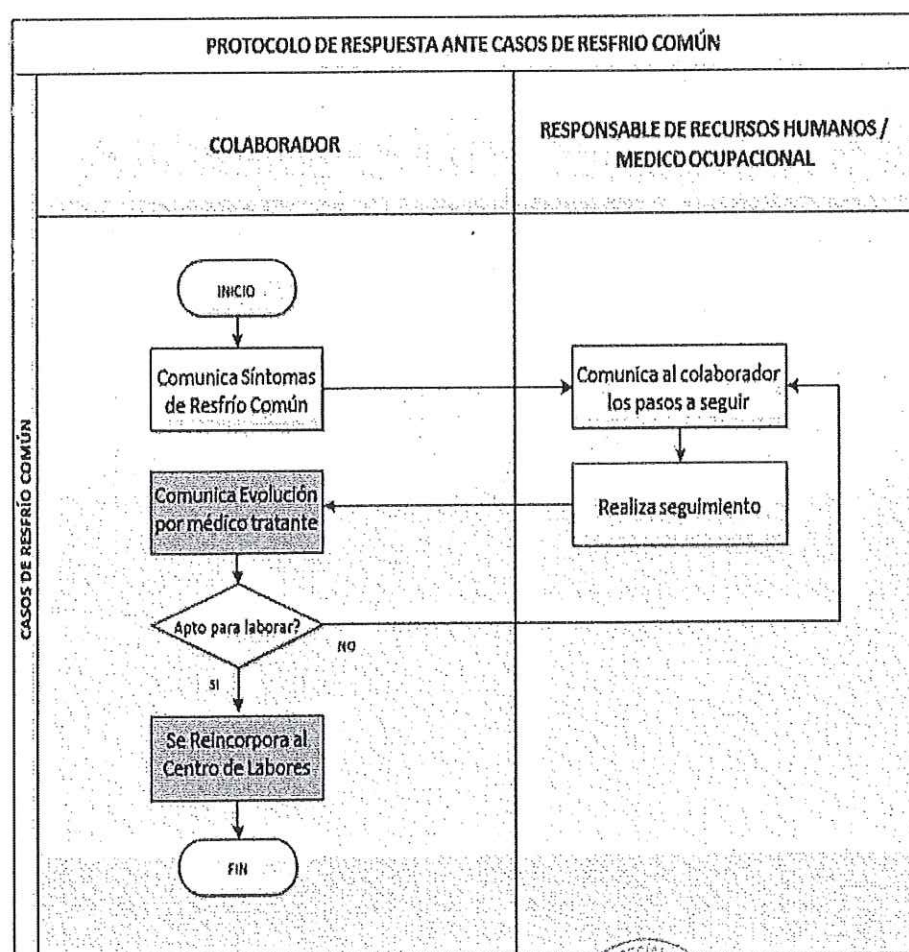 PROTOCOLO DE RESPUESTA ANTE CASOS DE RESFRIO COMÚN
COLABORADOR
RESPONSABLE DE RECURSOS HUMANOS /
MEDICO OCUPACIONAL
CASOS DE RESFRÍO COMÚN
INICIO
Comunica Síntomas
de Resfrío Común
Comunica al colaborador
los pasos a seguir
Comunica Evolución
por médico tratante
Realiza seguimiento
Apto para laborar?
NO
SI
Se Reincorpora al
Centro de Labores
FIN